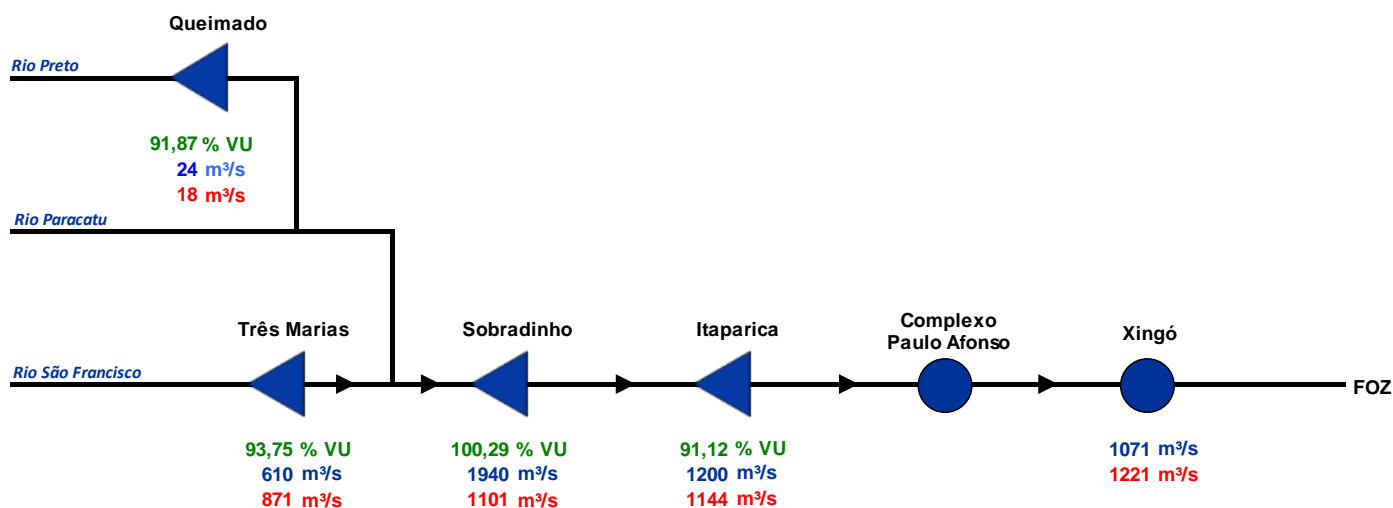 Queimado
Rio Preto
91,87 % VU
24 m³/s
18 m³/s
Rio Paracatu
Três Marias
Sobradinho
Itaparica
Complexo
Paulo Afonso
Xingó
Rio São Francisco
FOZ
93,75 % VU
610 m³/s
871 m³/s
100,29 % VU
1940 m³/s
1101 m³/s
91,12 % VU
1200 m³/s
1144 m³/s
1071 m³/s
1221 m³/s